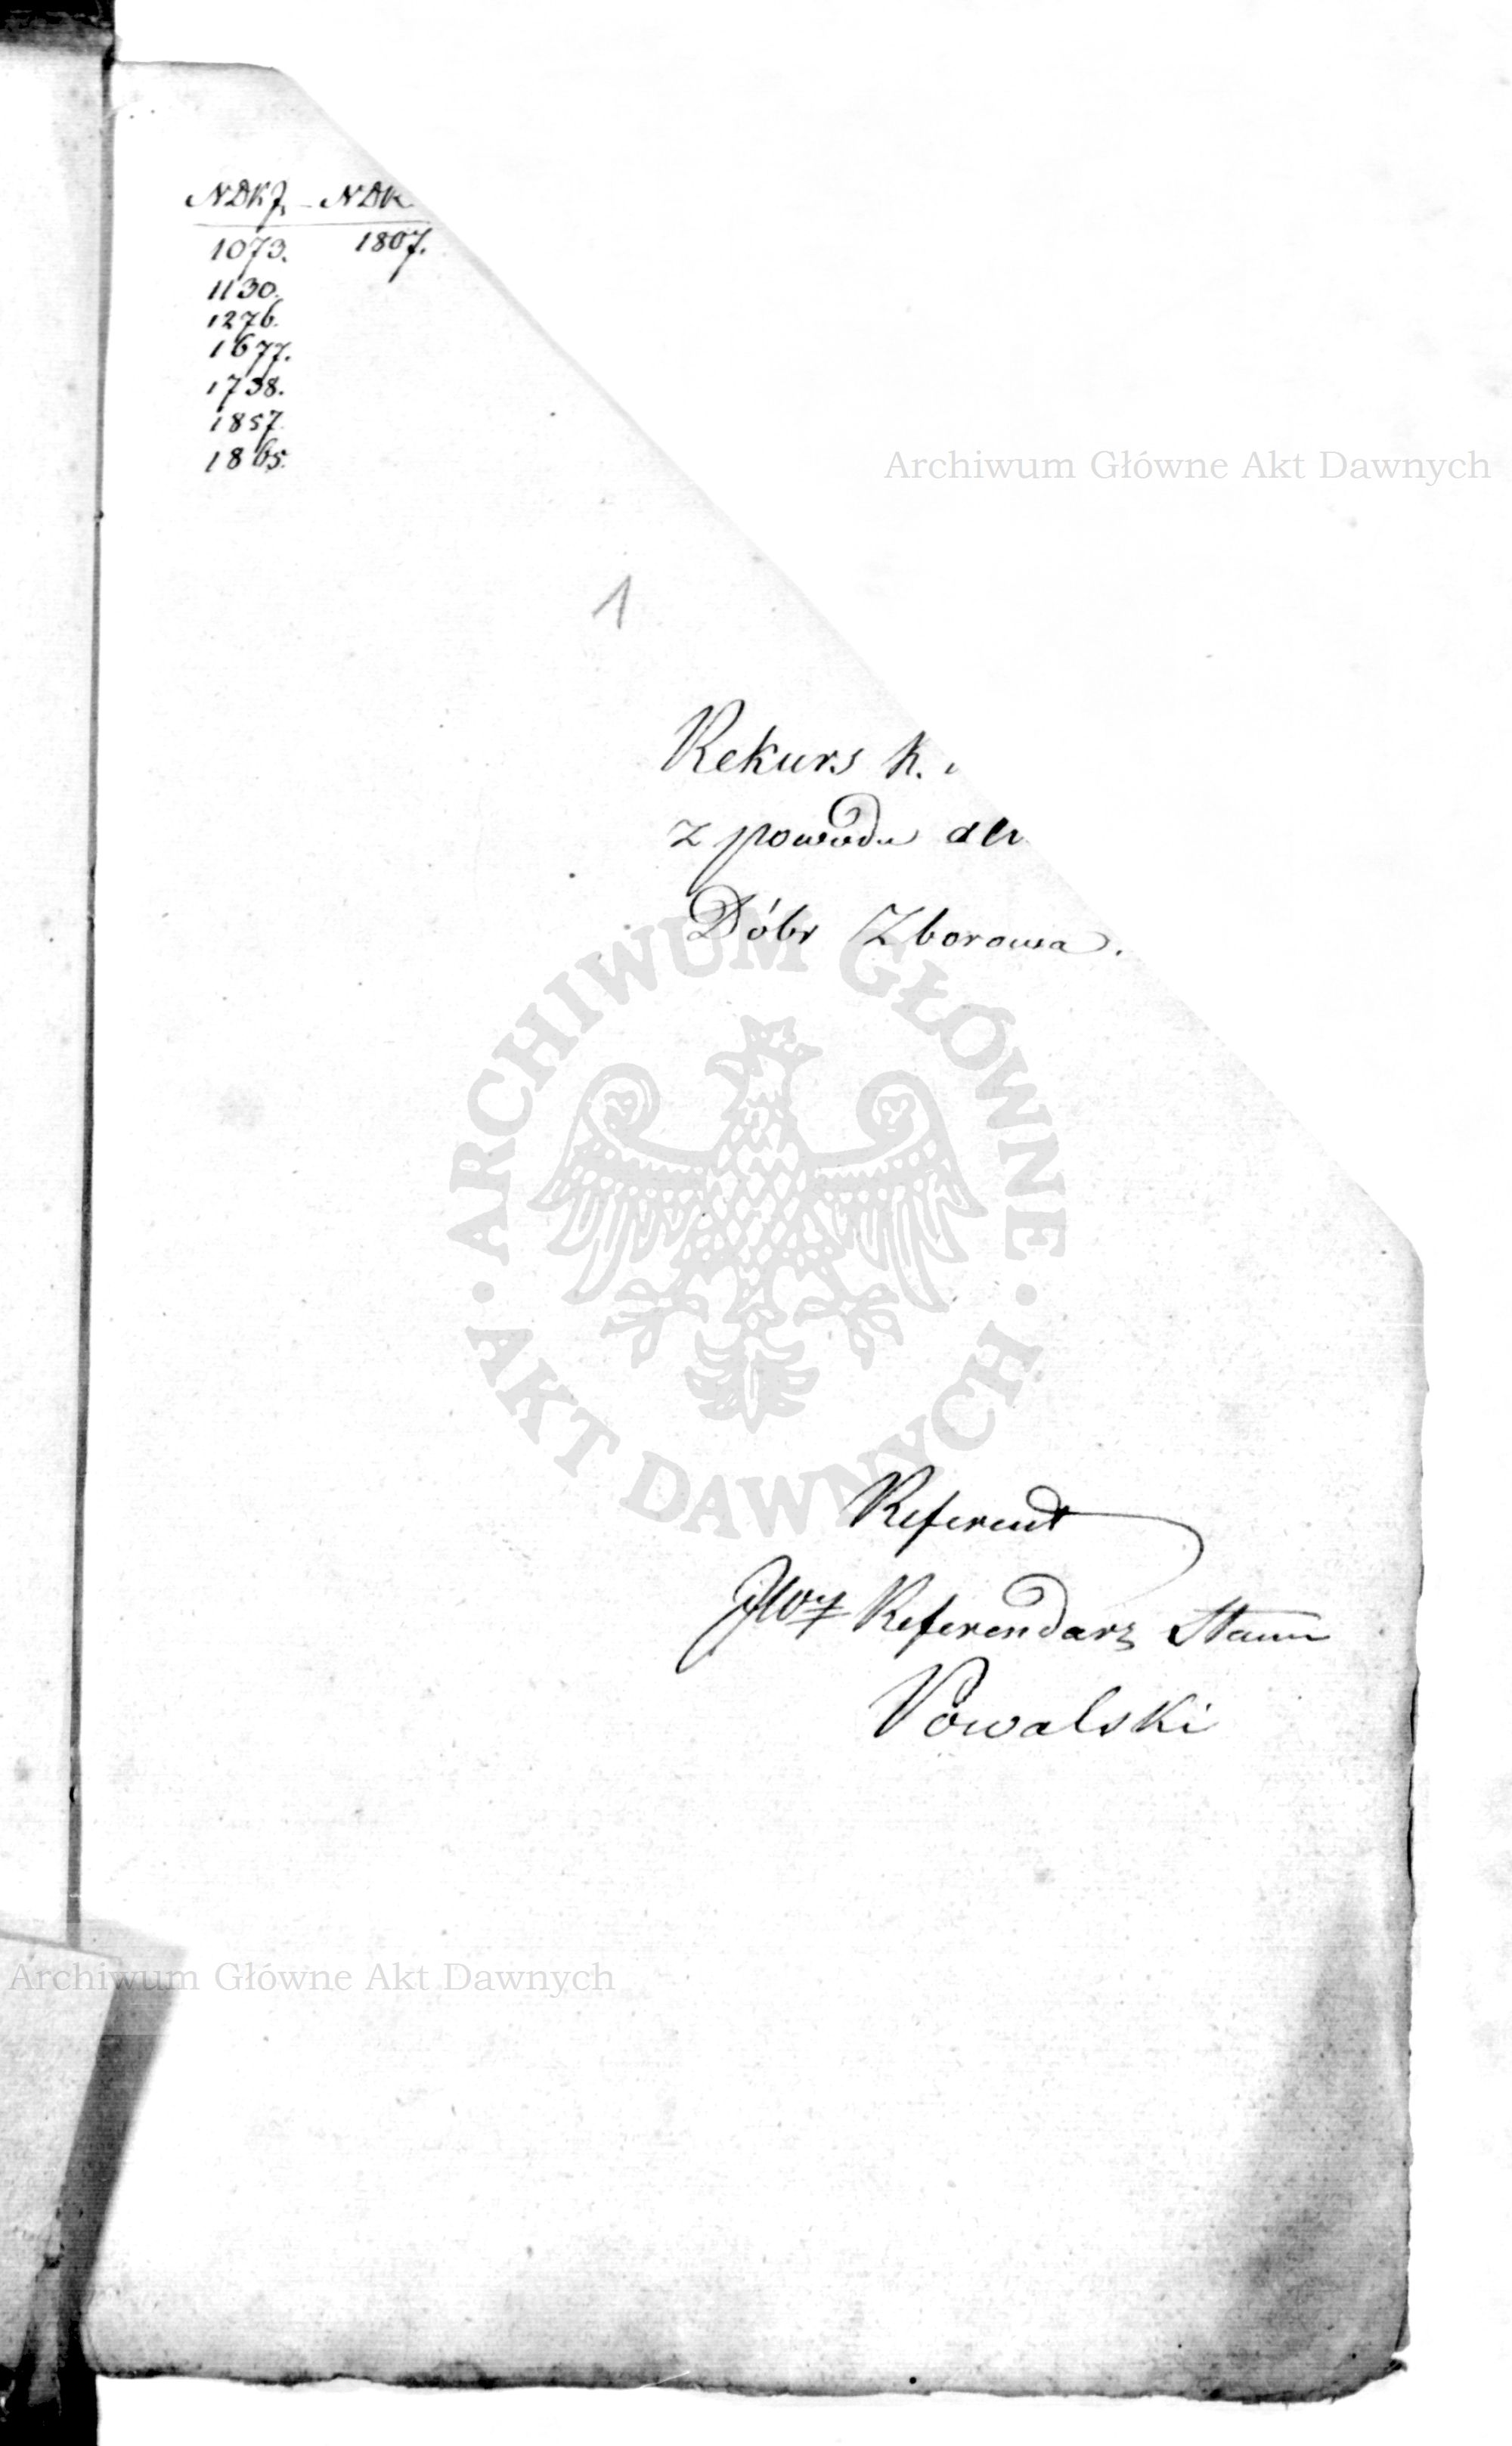 NDKJ. - NDK
1073. 1807.
1130.
1276.
1677.
1738.
1857.
1865.
1
Rekurs K.
z powodu
Dóbr Zborowa.
Referent
JWy Referendarz Stanu
Powalski
Archiwum Główne Akt Dawnych
ARCHIWUM GŁÓWNE · AKT DAWNYCH ·
Archiwum Główne Akt Dawnych